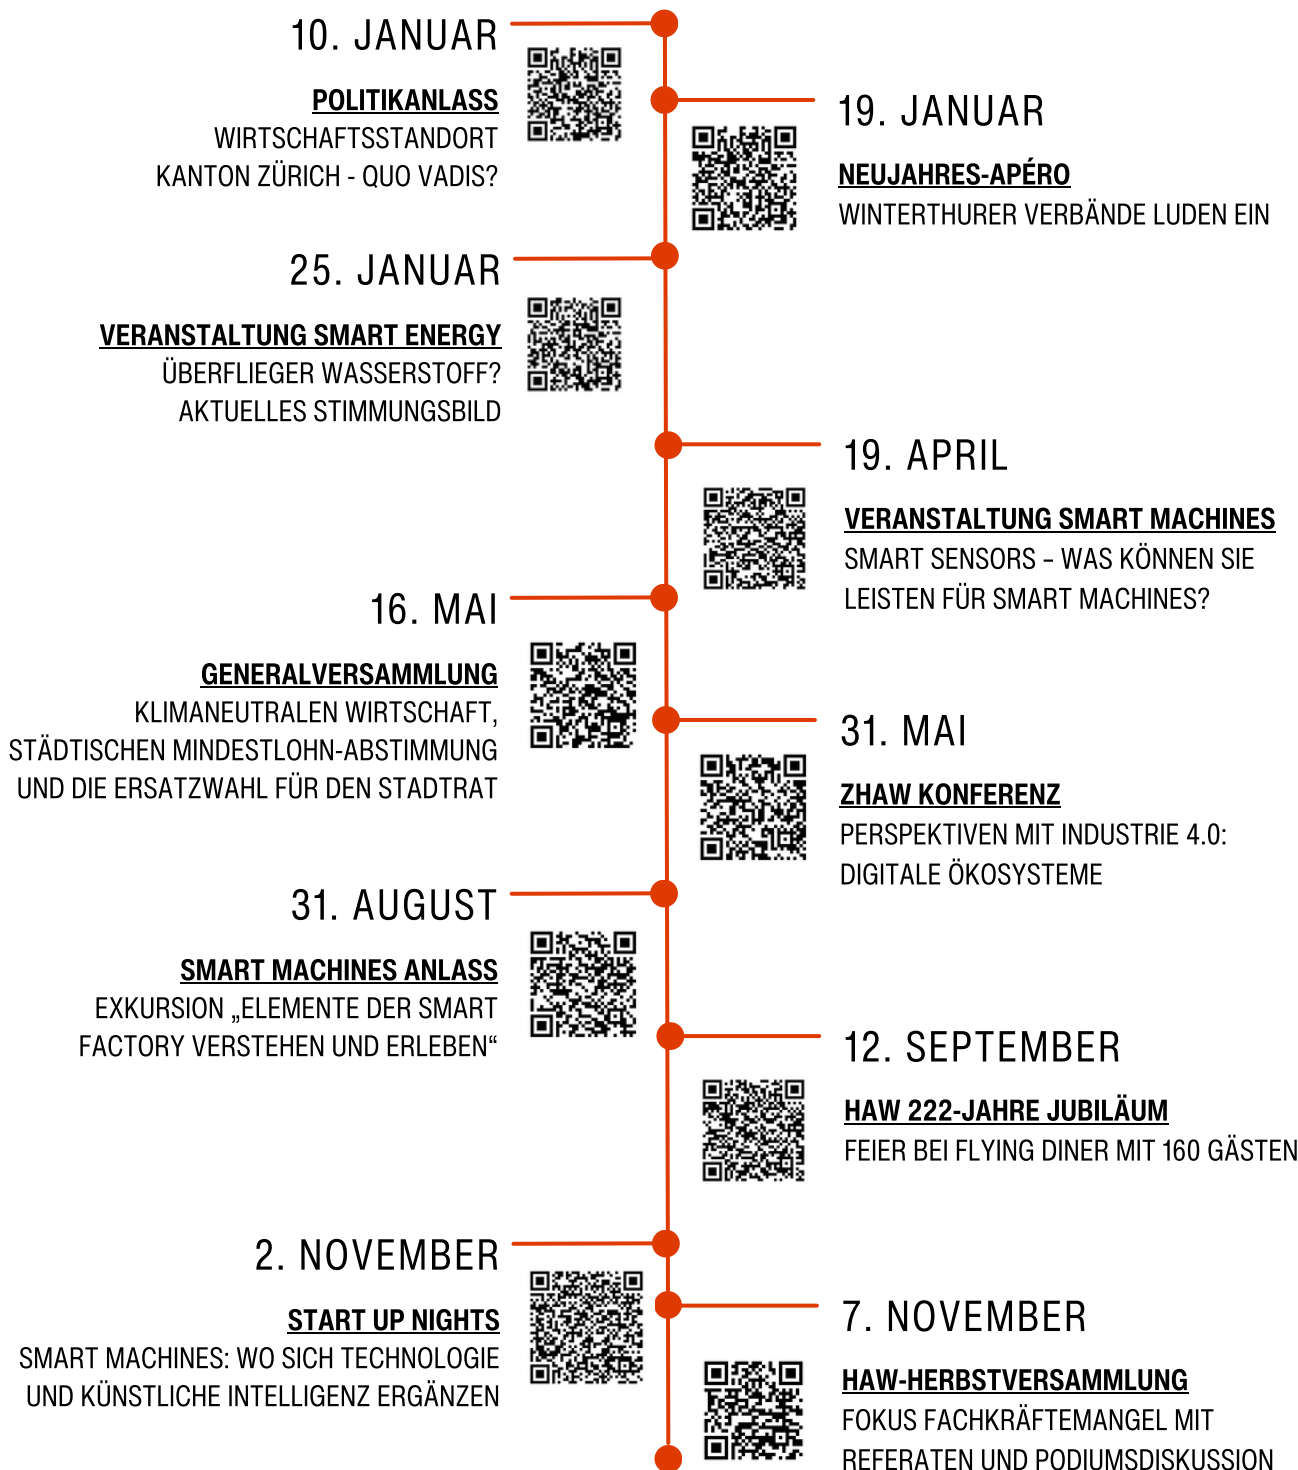 10. JANUAR
POLITIKANLASS
WIRTSCHAFTSSTANDORT
KANTON ZÜRICH - QUO VADIS?
19. JANUAR
NEUJAHRES-APÉRO
WINTERTHURER VERBÄNDE LUDEN EIN
25. JANUAR
VERANSTALTUNG SMART ENERGY
ÜBERFLIEGER WASSERSTOFF?
AKTUELLES STIMMUNGSBILD
19. APRIL
VERANSTALTUNG SMART MACHINES
SMART SENSORS – WAS KÖNNEN SIE
LEISTEN FÜR SMART MACHINES?
16. MAI
GENERALVERSAMMLUNG
KLIMANEUTRALEN WIRTSCHAFT,
STÄDTISCHEN MINDESTLOHN-ABSTIMMUNG
UND DIE ERSATZWAHL FÜR DEN STADTRAT
31. MAI
ZHAW KONFERENZ
PERSPEKTIVEN MIT INDUSTRIE 4.0:
DIGITALE ÖKOSYSTEME
31. AUGUST
SMART MACHINES ANLASS
EXKURSION „ELEMENTE DER SMART
FACTORY VERSTEHEN UND ERLEBEN“
12. SEPTEMBER
HAW 222-JAHRE JUBILÄUM
FEIER BEI FLYING DINER MIT 160 GÄSTEN
2. NOVEMBER
START UP NIGHTS
SMART MACHINES: WO SICH TECHNOLOGIE
UND KÜNSTLICHE INTELLIGENZ ERGÄNZEN
7. NOVEMBER
HAW-HERBSTVERSAMMLUNG
FOKUS FACHKRÄFTEMANGEL MIT
REFERATEN UND PODIUMSDISKUSSION